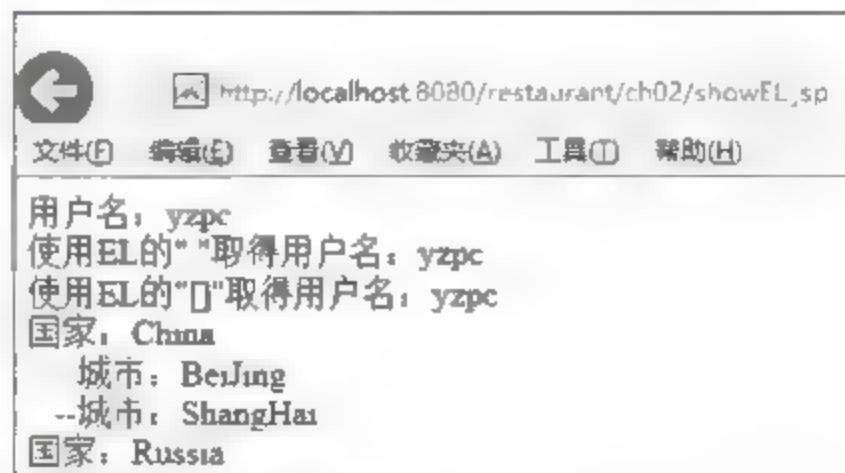 http://localhost:8080/restaurant/ch02/showEL.jsp
文件(F) 编辑(E) 查看(V) 收藏夹(A) 工具(T) 帮助(H)
用户名：yzpc
使用EL的" "取得用户名：yzpc
使用EL的"[]"取得用户名：yzpc
国家：China
城市：BeiJing
--城市：ShangHai
国家：Russia